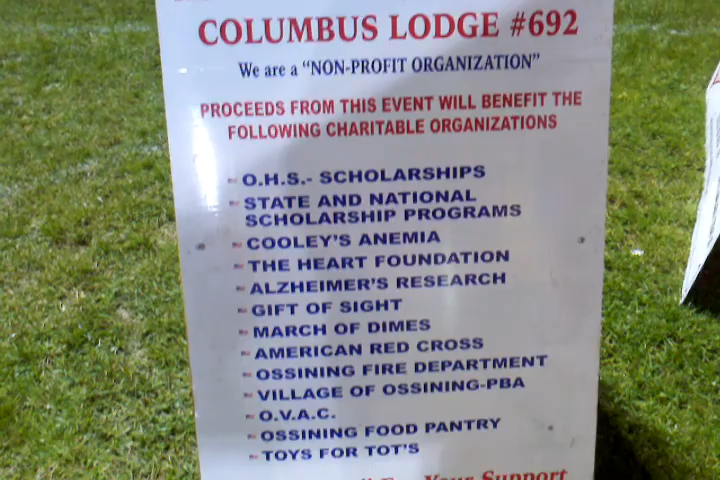 COLUMBUS LODGE #692
We are a "NON-PROFIT ORGANIZATION"
PROCEEDS FROM THIS EVENT WILL BENEFIT THE
FOLLOWING CHARITABLE ORGANIZATIONS
O.H.S.- SCHOLARSHIPS
STATE AND NATIONAL
SCHOLARSHIP PROGRAMS
COOLEY'S ANEMIA
THE HEART FOUNDATION
ALZHEIMER'S RESEARCH
GIFT OF SIGHT
MARCH OF DIMES
AMERICAN RED CROSS
OSSINING FIRE DEPARTMENT
VILLAGE OF OSSINING-PBA
O.V.A.C.
OSSINING FOOD PANTRY
TOYS FOR TOT'S
For Your Support